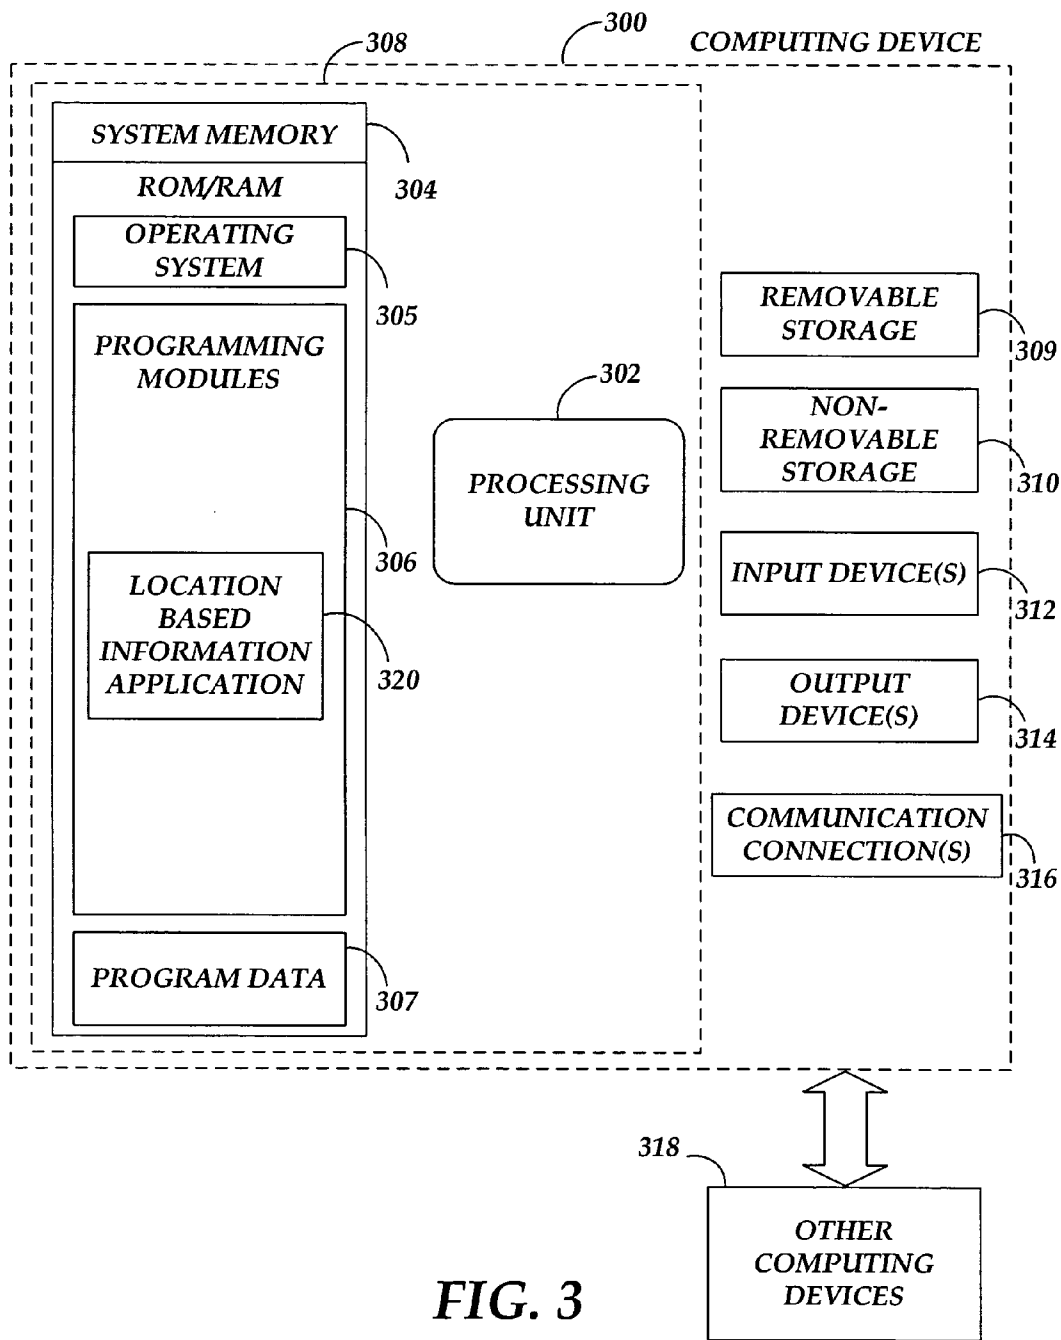 300
COMPUTING DEVICE
308
SYSTEM MEMORY
304
ROM/RAM
OPERATING
SYSTEM
305
PROGRAMMING
MODULES
306
LOCATION
BASED
INFORMATION
APPLICATION
320
PROGRAM DATA
307
302
PROCESSING
UNIT
REMOVABLE
STORAGE
309
NON-
REMOVABLE
STORAGE
310
INPUT DEVICE(S)
312
OUTPUT
DEVICE(S)
314
COMMUNICATION
CONNECTION(S)
316
318
OTHER
COMPUTING
DEVICES
FIG. 3